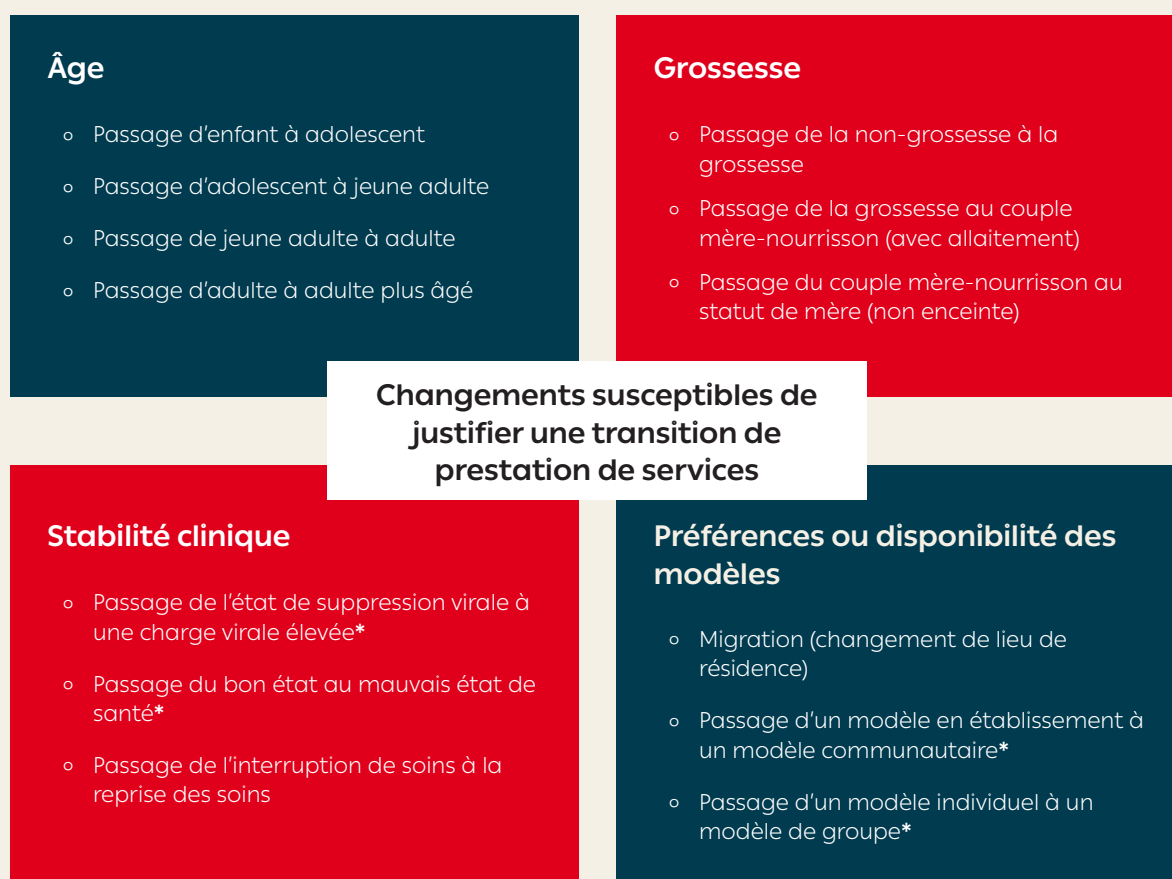 Âge
o Passage d'enfant à adolescent
o Passage d'adolescent à jeune adulte
o Passage de jeune adulte à adulte
o Passage d'adulte à adulte plus âgé
Grossesse
o Passage de la non-grossesse à la
grossesse
o Passage de la grossesse au couple
mère-nourrisson (avec allaitement)
o Passage du couple mère-nourrisson au
statut de mère (non enceinte)
Changements susceptibles de
justifier une transition de
prestation de services
Stabilité clinique
o Passage de l'état de suppression virale à
une charge virale élevée*
o Passage du bon état au mauvais état de
santé*
o Passage de l'interruption de soins à la
reprise des soins
Préférences ou disponibilité des
modèles
o Migration (changement de lieu de
résidence)
o Passage d'un modèle en établissement à
un modèle communautaire*
o Passage d'un modèle individuel à un
modèle de groupe*